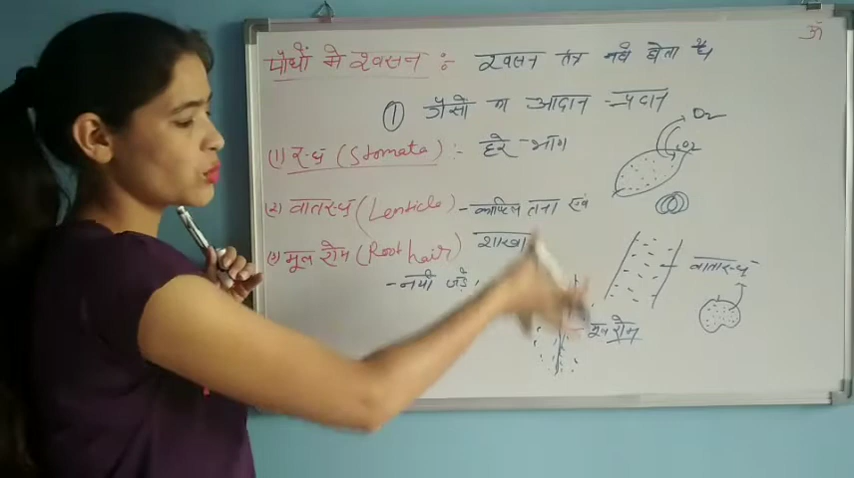 पौधों में श्वसन :- श्वसन तंत्र नही होता है
ॐ
① गैसो का आदान - प्रदान
(1) रन्ध्र (Stomata) :- हरे - भाग
O2
CO2
(2) वातरन्ध्र (Lenticle) - काष्ठिल तना एवं
शाखा
(3) मूल रोम (Root hair)
- नयी जड़े
वातरन्ध्र
मूल रोम